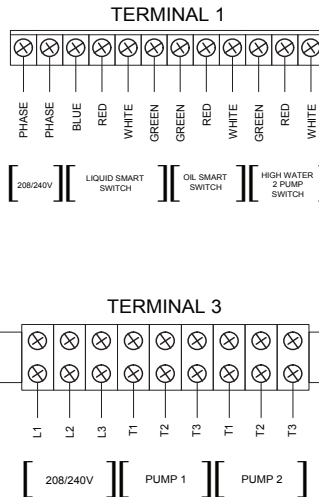 TERMINAL 1
PHASE PHASE BLUE RED WHITE GREEN GREEN RED WHITE GREEN RED WHITE
208/240V
LIQUID SMART
SWITCH
OIL SMART
SWITCH
HIGH WATER
2 PUMP
SWITCH
TERMINAL 3
L1 L2 L3 T1 T2 T3 T1 T2 T3
208/240V PUMP 1 PUMP 2